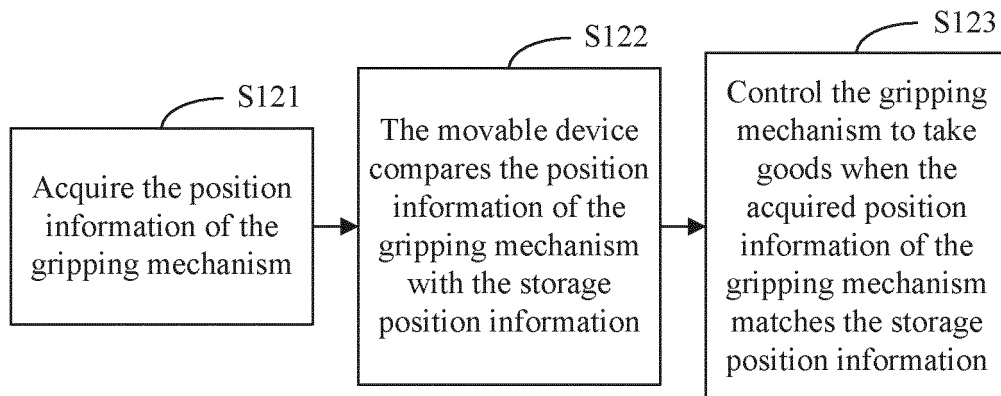 S121
Acquire the position
information of the
gripping mechanism
S122
The movable device
compares the position
information of the
gripping mechanism
with the storage
position information
S123
Control the gripping
mechanism to take
goods when the
acquired position
information of the
gripping mechanism
matches the storage
position information